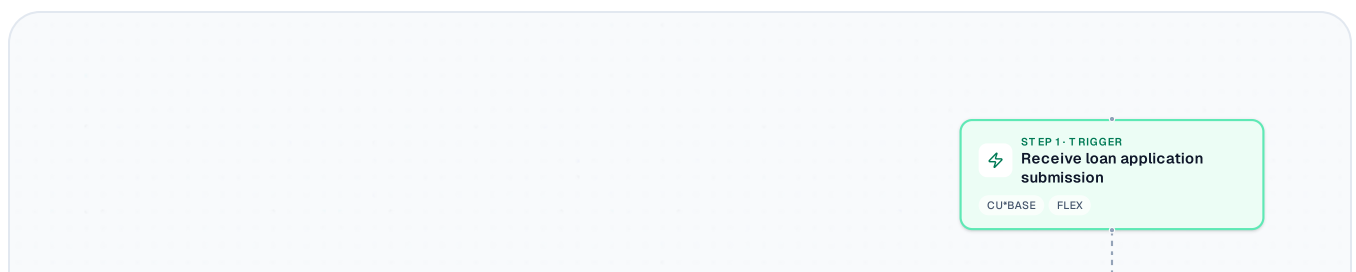 STEP 1 · TRIGGER
Receive loan application
submission
CU*BASE FLEX